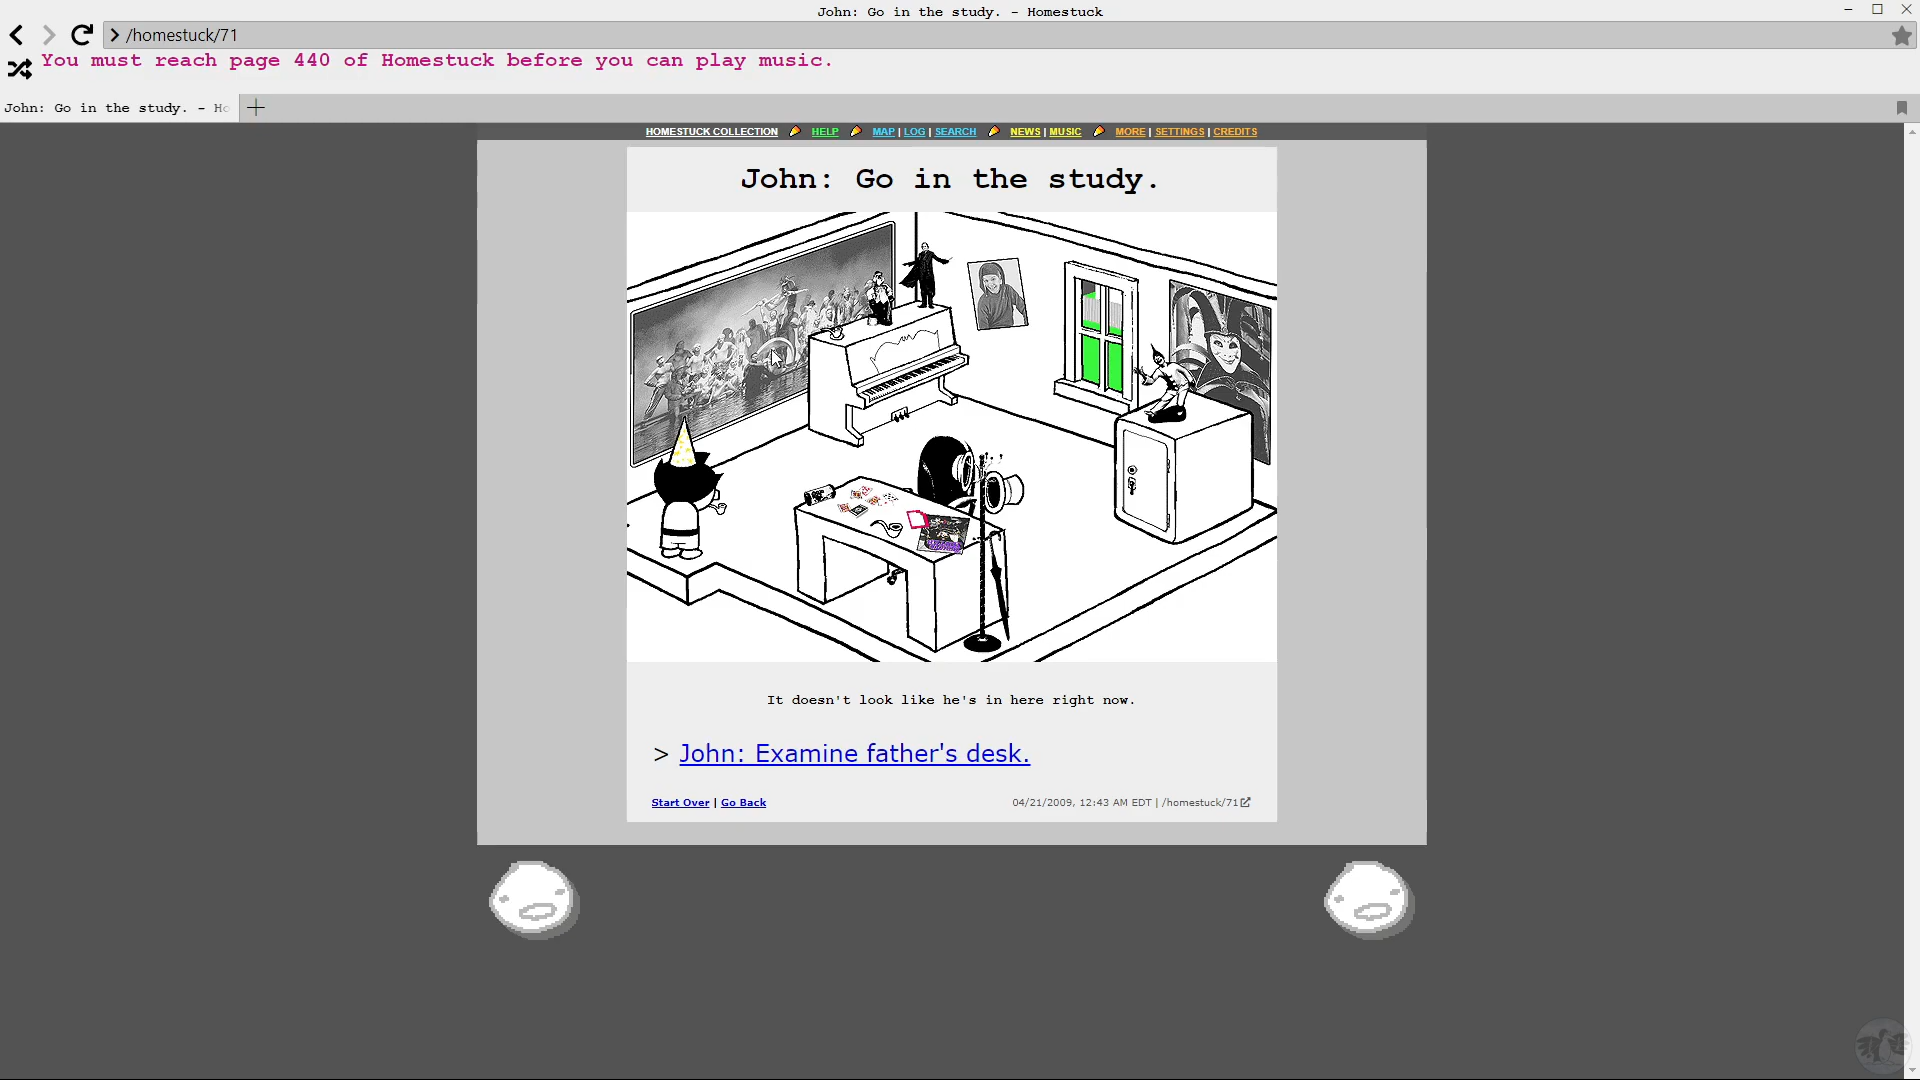 John: Go in the study. - Homestuck
/homestuck/71
You must reach page 440 of Homestuck before you can play music.
John: Go in the study. - Ho
HOMESTUCK COLLECTION HELP MAP | LOG | SEARCH NEWS | MUSIC MORE | SETTINGS | CREDITS
John: Go in the study.
It doesn't look like he's in here right now.
> John: Examine father's desk.
Start Over | Go Back 04/21/2009, 12:43 AM EDT | /homestuck/71